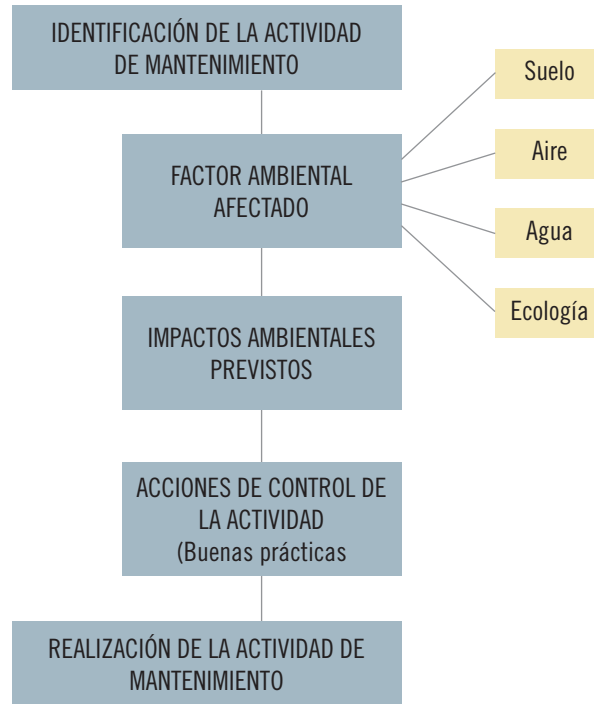 IDENTIFICACIÓN DE LA ACTIVIDAD
DE MANTENIMIENTO
Suelo
Aire
FACTOR AMBIENTAL
AFECTADO
Agua
Ecología
IMPACTOS AMBIENTALES
PREVISTOS
ACCIONES DE CONTROL DE
LA ACTIVIDAD
(Buenas prácticas
REALIZACIÓN DE LA ACTIVIDAD DE
MANTENIMIENTO